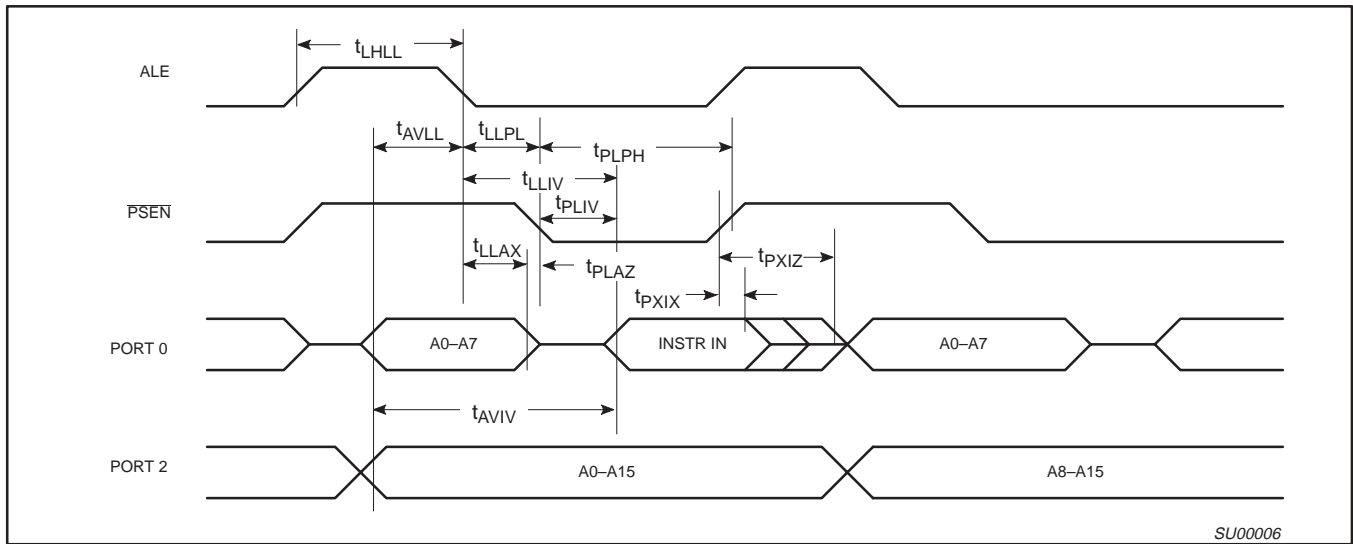 tLHLL
ALE
tAVLL
tLLPL
tPLPH
tLLIV
PSEN
tPLIV
tLLAX
tPLAZ
tPXIZ
tPXIX
PORT 0
A0–A7
INSTR IN
A0–A7
tAVIV
PORT 2
A0–A15
A8–A15
SU00006